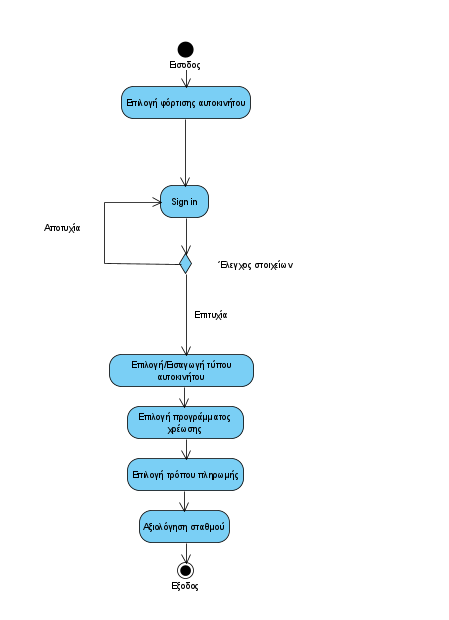 Εισοδος
Επιλογή φόρτισης αυτοκινήτου
Sign in
Αποτυχία
Έλεγχος στοιχείων
Επιτυχία
Επιλογή/Εισαγωγή τύπου
αυτοκινήτου
Επιλογή προγράμματος
χρέωσης
Επιλογή τρόπου πληρωμής
Αξιολόγηση σταθμού
Εξοδος